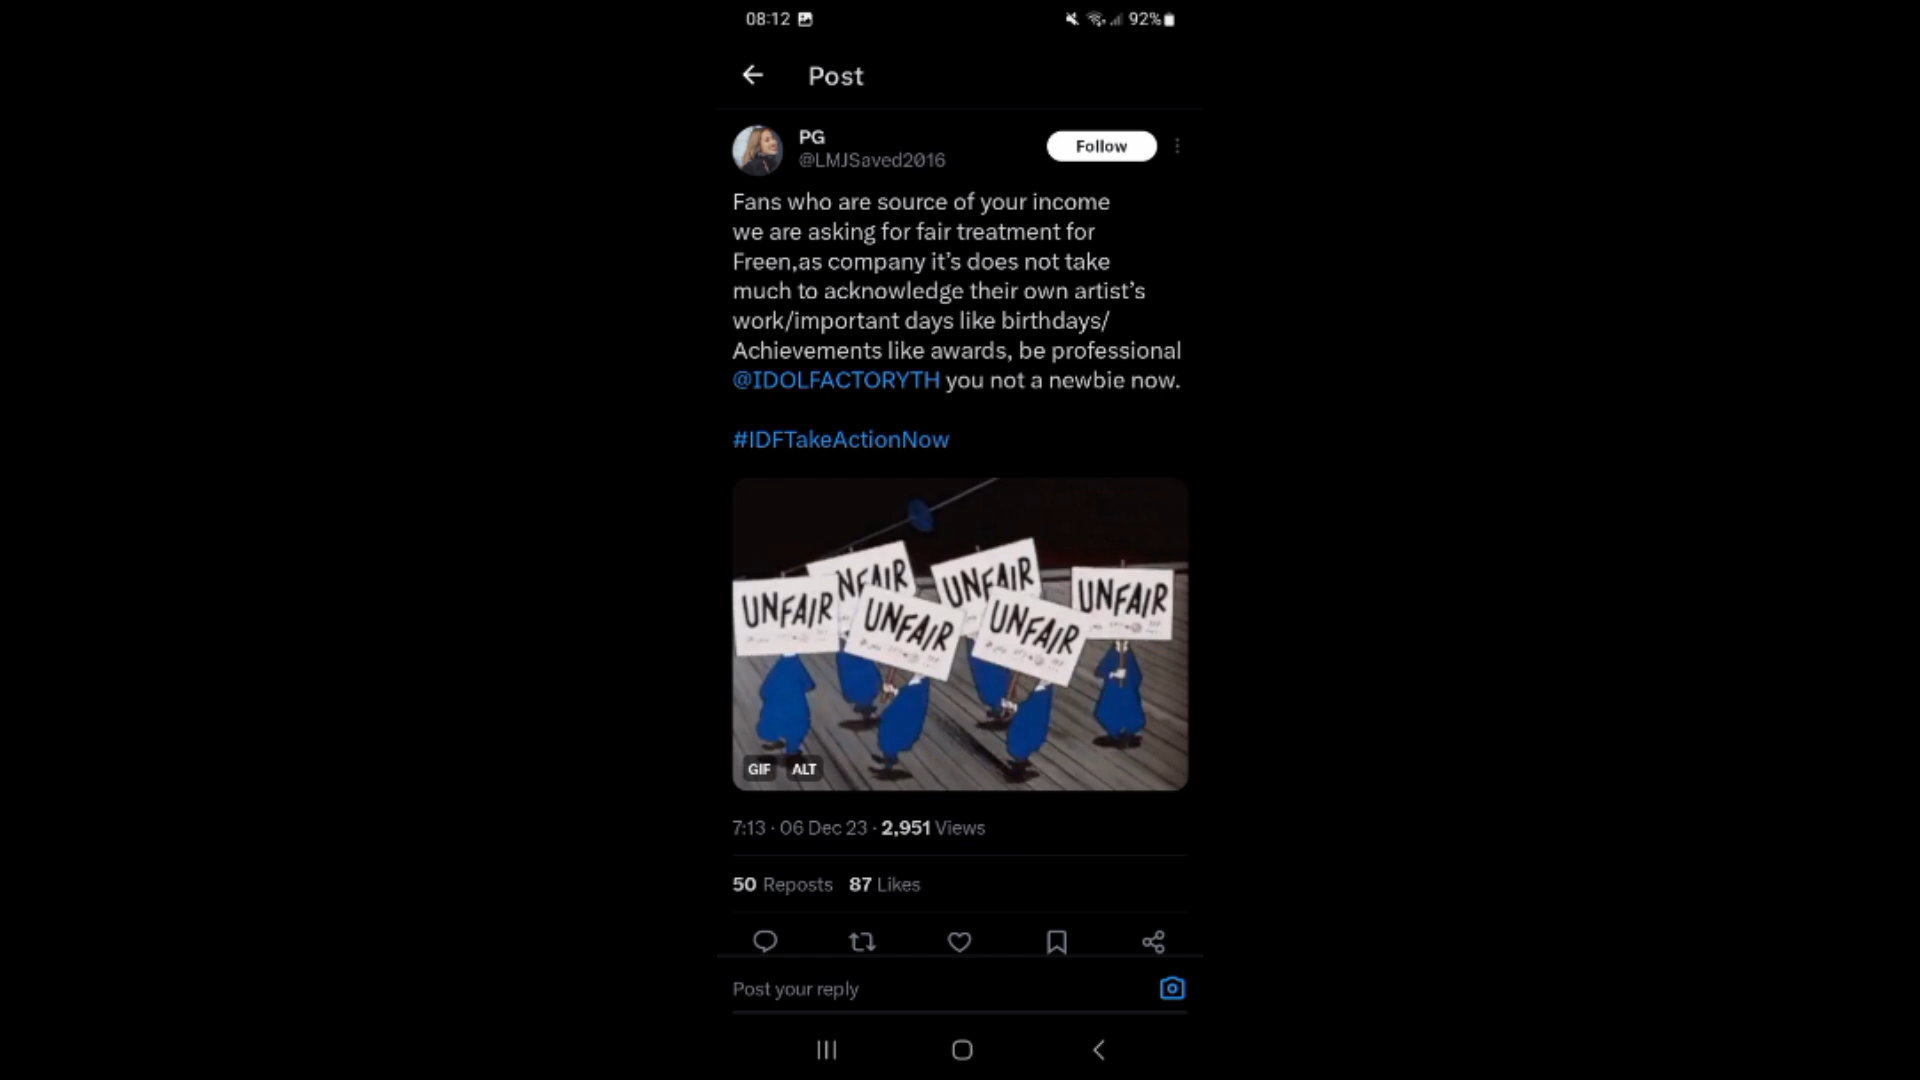 08:12 92%
Post
PG
@LMJSaved2016
Follow
Fans who are source of your income
we are asking for fair treatment for
Freen,as company it's does not take
much to acknowledge their own artist's
work/important days like birthdays/
Achievements like awards, be professional
@IDOLFACTORYTH you not a newbie now.
#IDFTakeActionNow
NFAIR
UNFAIR
UNFAIR
UNFAIR
UNFAIR
UNFAIR
GIF ALT
7:13 · 06 Dec 23 · 2,951 Views
50 Reposts 87 Likes
Post your reply